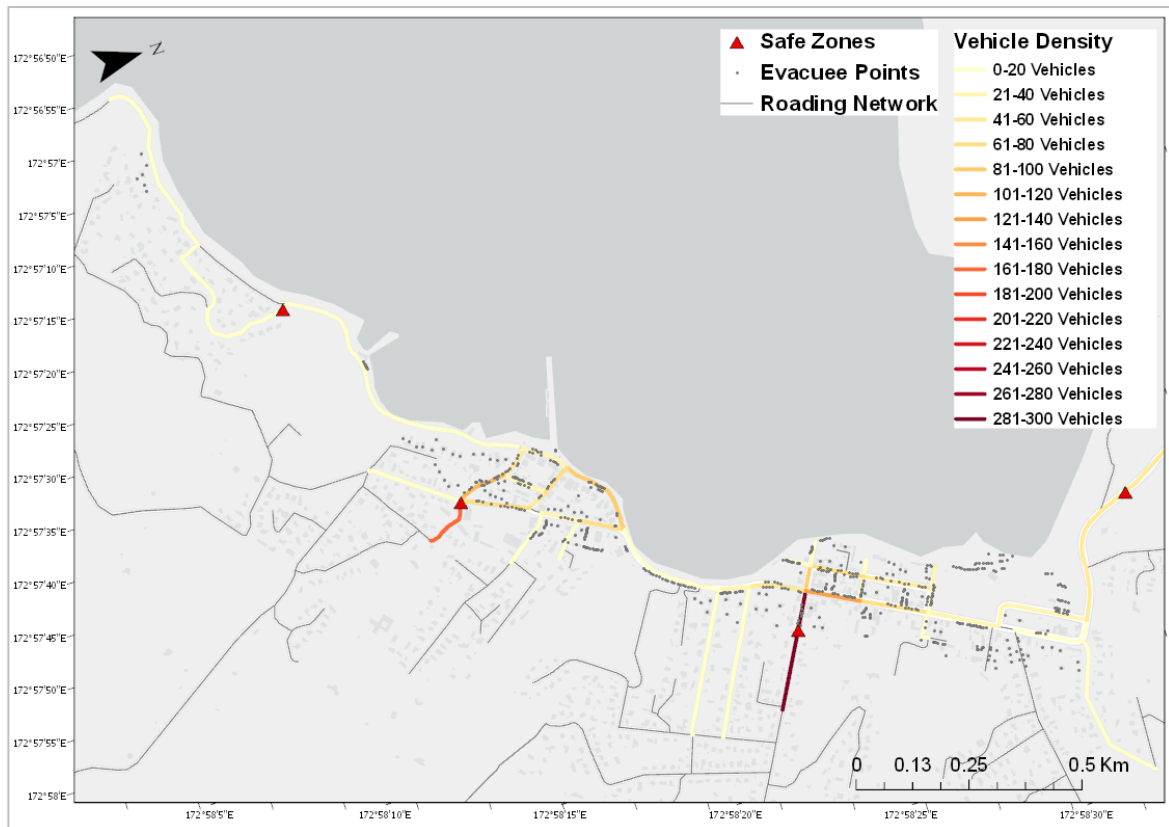 N
Safe Zones
Evacuee Points
Roading Network
Vehicle Density
0-20 Vehicles
21-40 Vehicles
41-60 Vehicles
61-80 Vehicles
81-100 Vehicles
101-120 Vehicles
121-140 Vehicles
141-160 Vehicles
161-180 Vehicles
181-200 Vehicles
201-220 Vehicles
221-240 Vehicles
241-260 Vehicles
261-280 Vehicles
281-300 Vehicles
172°56'50"E
172°56'55"E
172°57'E
172°57'5"E
172°57'10"E
172°57'15"E
172°57'20"E
172°57'25"E
172°57'30"E
172°57'35"E
172°57'40"E
172°57'45"E
172°57'50"E
172°57'55"E
172°58'E
0 0.13 0.25 0.5 Km
172°58'5"E 172°58'10"E 172°58'15"E 172°58'20"E 172°58'25"E 172°58'30"E